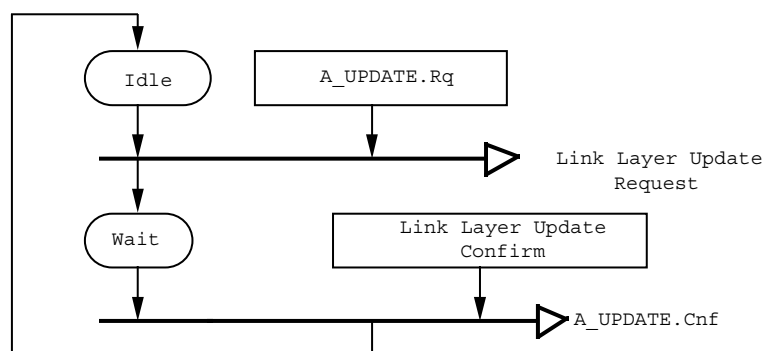 Idle
A_UPDATE.Rq
Link Layer Update
Request
Wait
Link Layer Update
Confirm
A_UPDATE.Cnf